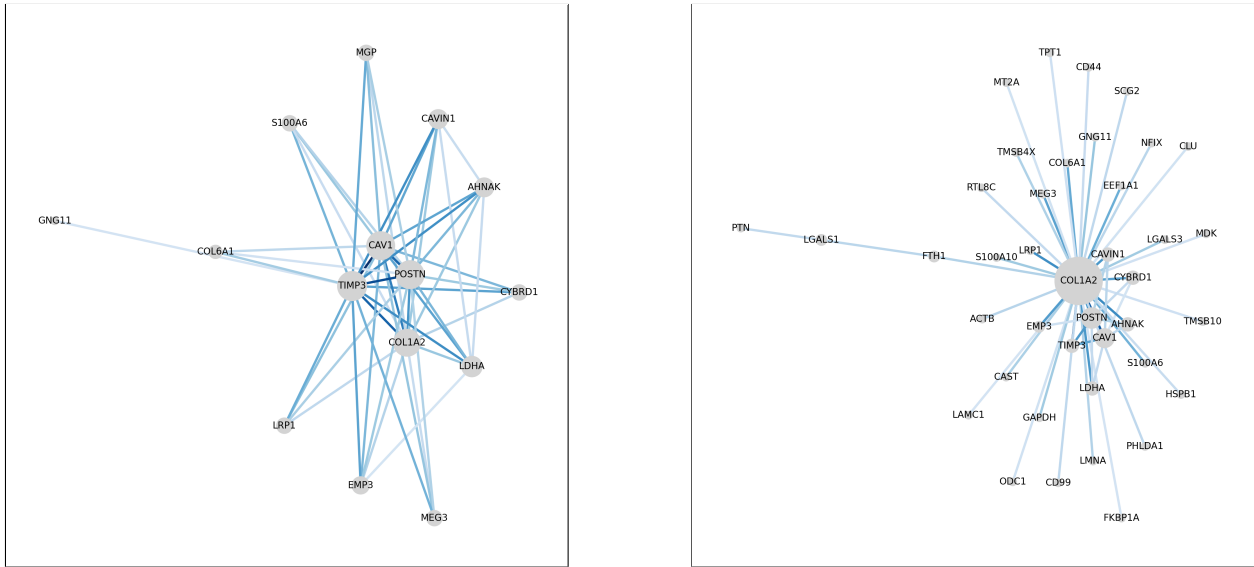 MGP
S100A6
CAVIN1
AHNAK
GNG11
COL6A1
CAV1
POSTN
TIMP3
CYBRD1
COL1A2
LDHA
LRP1
EMP3
MEG3
TPT1
CD44
MT2A
SCG2
GNG11
NFIX
CLU
TMSB4X
COL6A1
RTL8C
MEG3
EEF1A1
PTN
LGALS1
LGALS3
MDK
FTH1
S100A10
LRP1
CAVIN1
COL1A2
CYBRD1
ACTB
EMP3
POSTN
AHNAK
TMSB10
TIMP3
CAV1
S100A6
CAST
LDHA
HSPB1
LAMC1
GAPDH
PHLDA1
LMNA
ODC1
CD99
FKBP1A